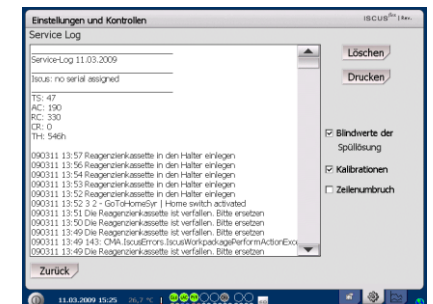 Einstellungen und Kontrollen
ISCUS flex | Rev.
Service Log
Service-Log 11.03.2009
Iscus: no serial assigned
TS: 47
AC: 190
RC: 330
CR: 0
TH: 546h
090311 13:57 Reagenzienkassette in den Halter einlegen
090311 13:56 Reagenzienkassette in den Halter einlegen
090311 13:54 Reagenzienkassette in den Halter einlegen
090311 13:53 Reagenzienkassette in den Halter einlegen
090311 13:52 Reagenzienkassette in den Halter einlegen
090311 13:52 3 2 - GoToHomeSyr | Home switch activated
090311 13:51 Die Reagenzienkassette ist verfallen. Bitte ersetzen
090311 13:50 Die Reagenzienkassette ist verfallen. Bitte ersetzen
090311 13:49 Die Reagenzienkassette ist verfallen. Bitte ersetzen
090311 13:49 143: CMA.IscusErrors.IscusWorkpackagePerformActionExce
090311 13:49 Die Reagenzienkassette ist verfallen. Bitte ersetzen
Löschen
Drucken
Blindwerte der
Spüllösung
Kalibrationen
Zeilenumbruch
Zurück
11.03.2009 15:25 26,7 °C